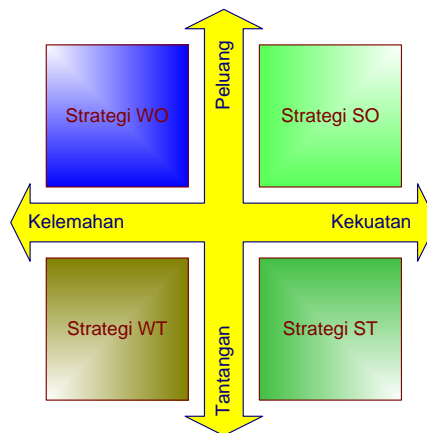 Peluang
Strategi WO
Strategi SO
Kelemahan
Kekuatan
Strategi WT
Strategi ST
Tantangan